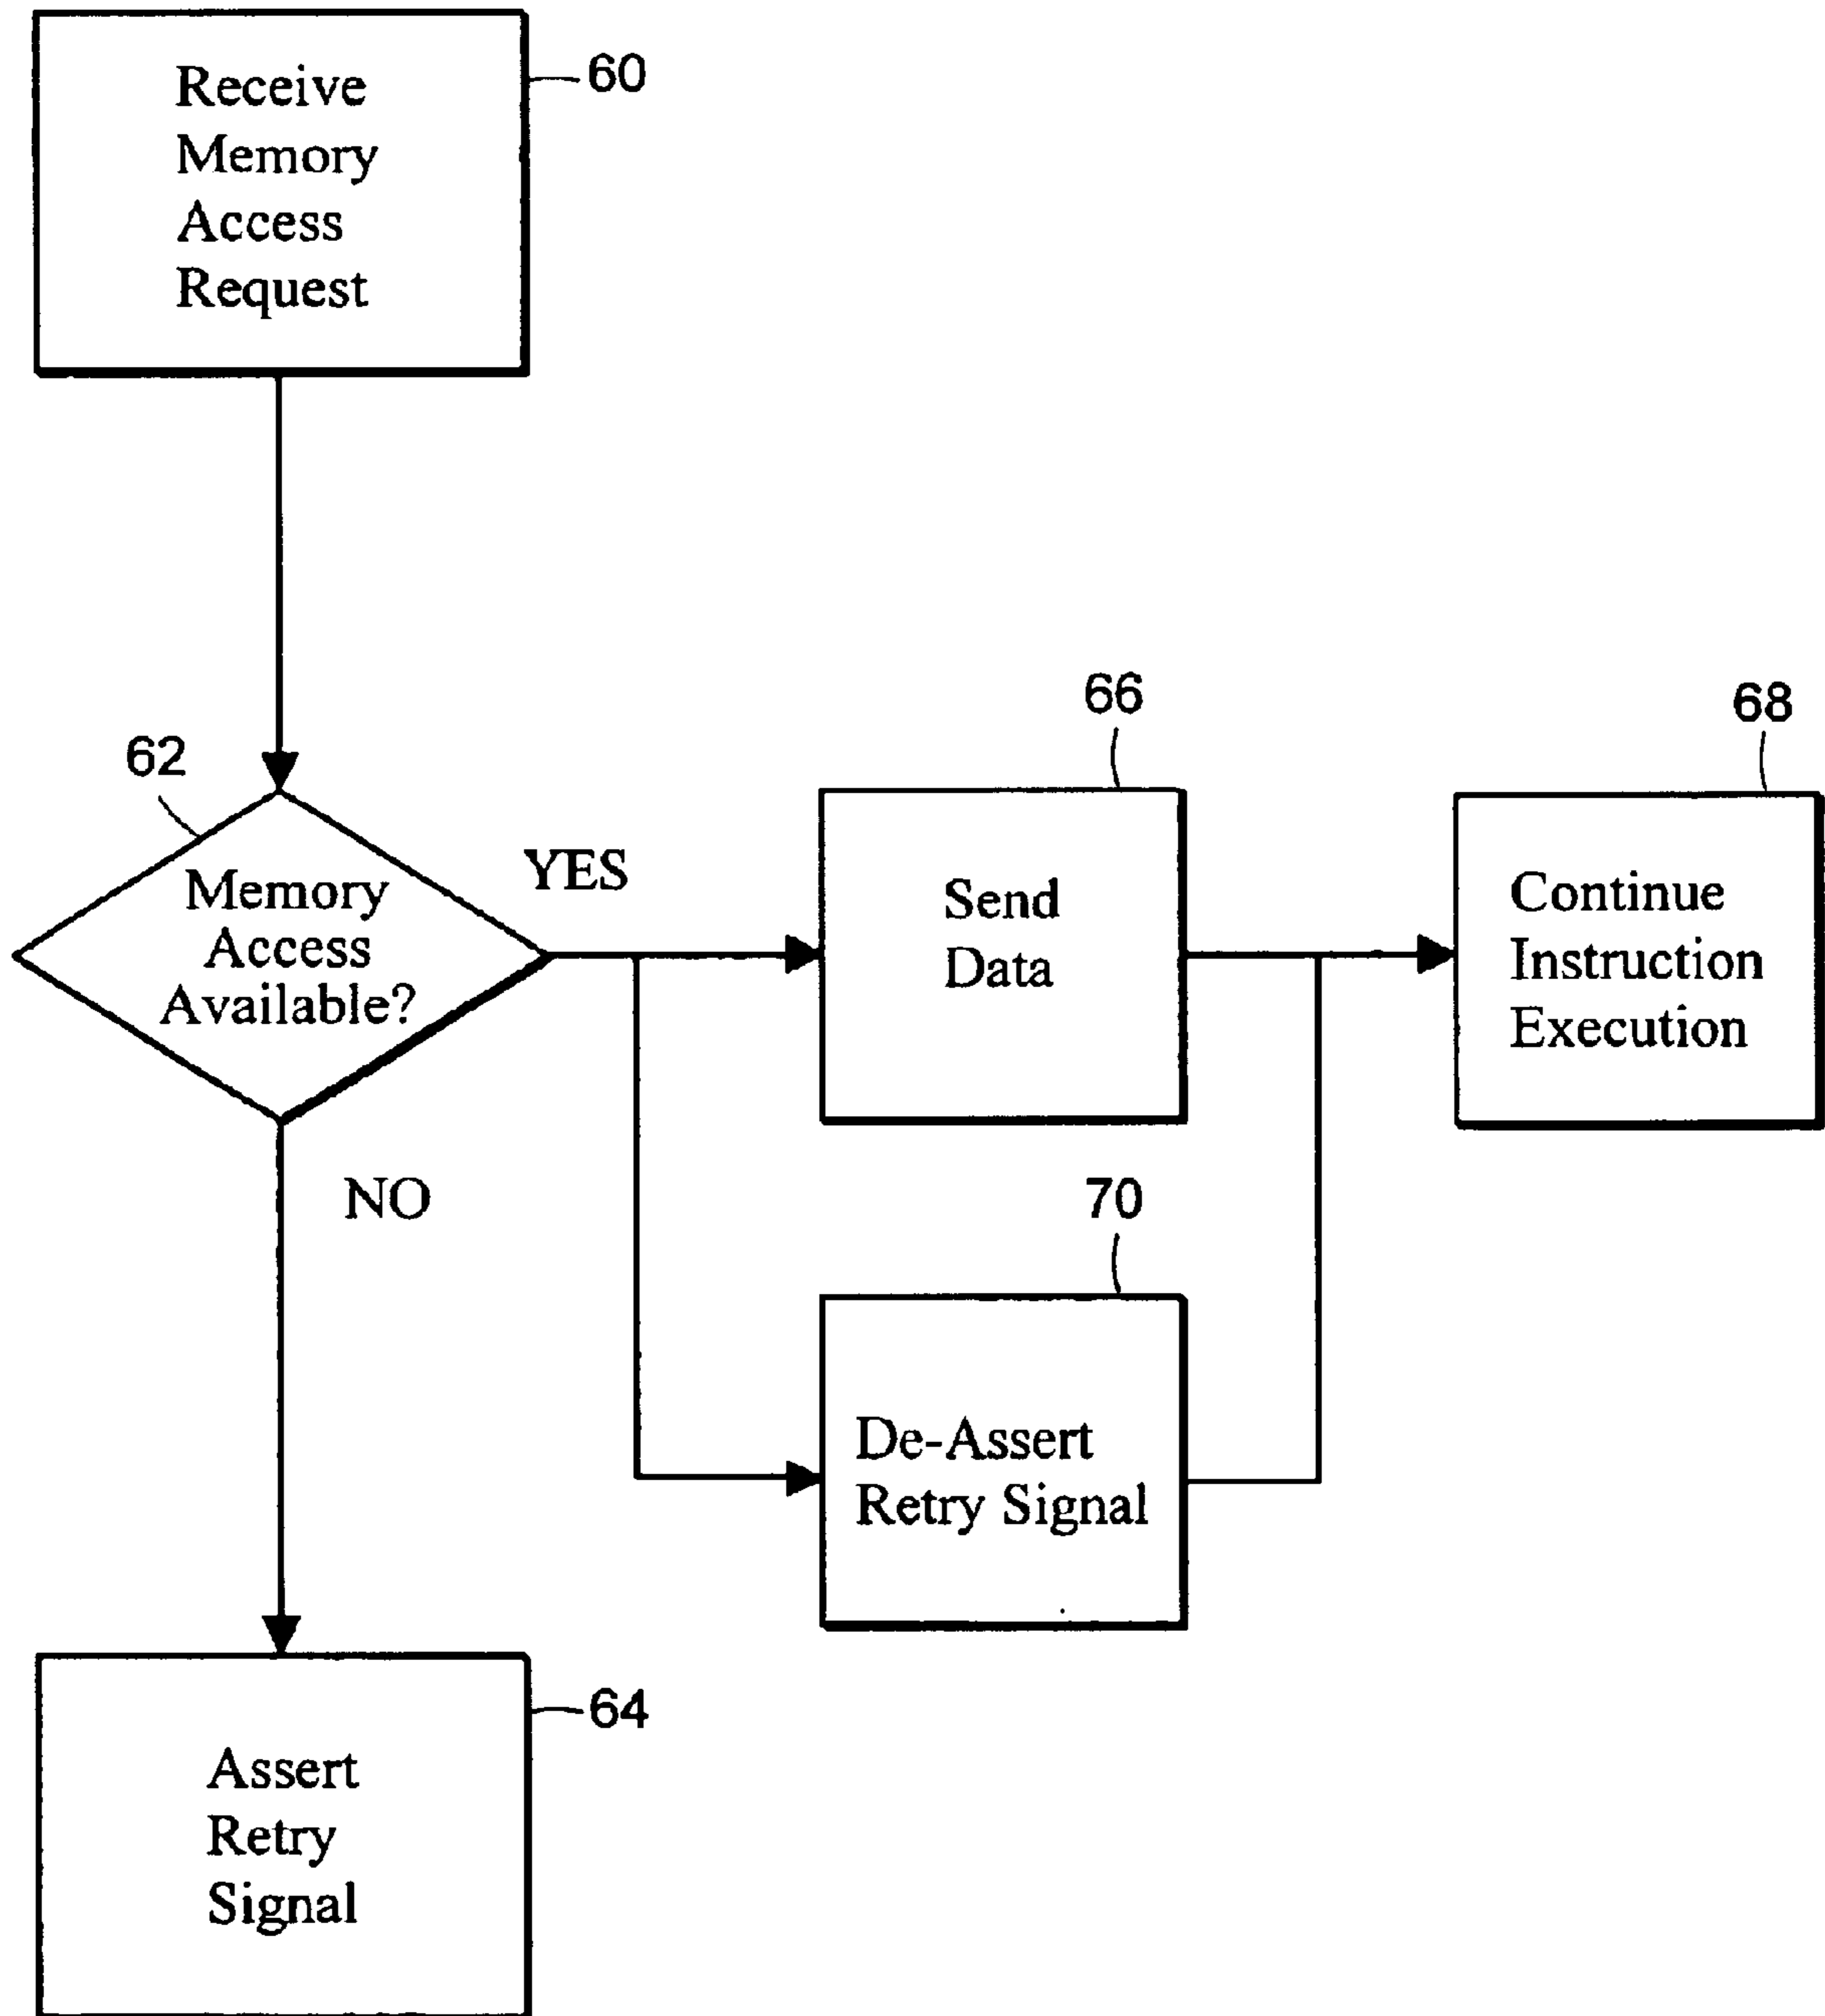 Receive
Memory
Access
Request
60
62
Memory
Access
Available?
YES
NO
66
Send
Data
68
Continue
Instruction
Execution
70
De-Assert
Retry Signal
64
Assert
Retry
Signal